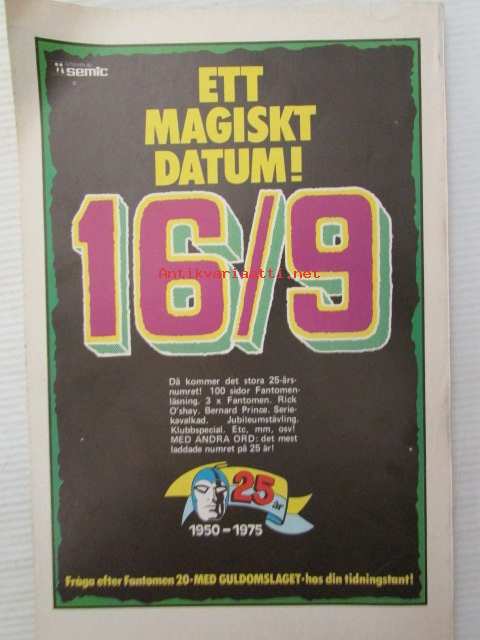 semic
ETT
MAGISKT
DATUM!
16/9
Antikvariaatti.net
Då kommer det stora 25-års-
numret! 100 sidor Fantomen-
läsning. 3 x Fantomen. Rick
O'shay. Bernard Prince. Serie-
kavalkad. Jubileumstävling.
Klubbspecial. Etc, mm, osv!
MED ANDRA ORD: det mest
laddade numret på 25 år!
25
år
1950-1975
Fråga efter Fantomen 20·MED GULDOMSLAGET·hos din tidningstant!